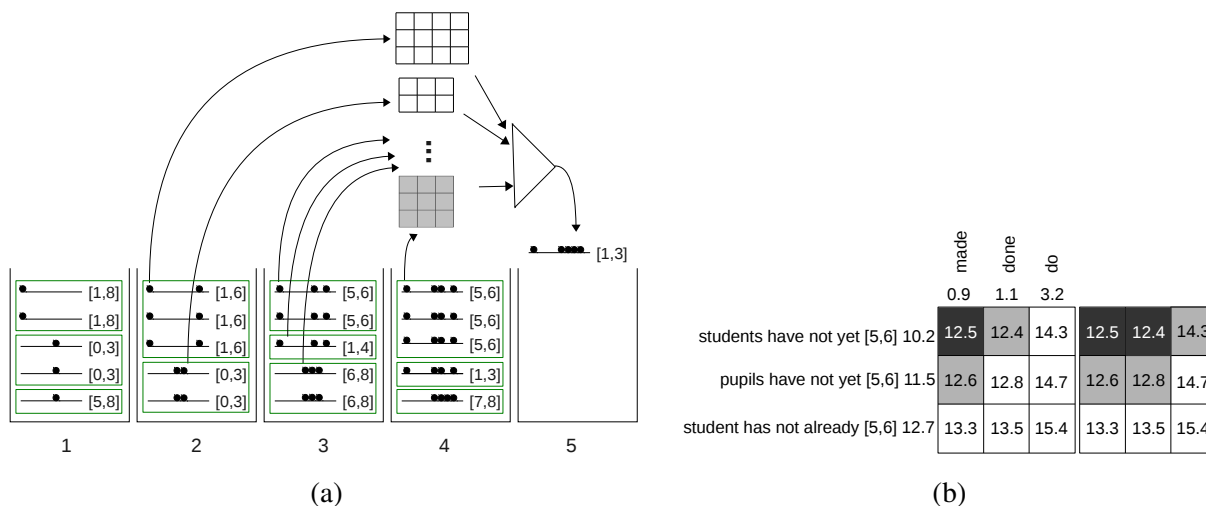 [1,3]
[1,8] [1,6] [5,6] [5,6]
[1,8] [1,6] [5,6] [5,6]
[0,3] [1,6] [1,4] [5,6]
[0,3] [0,3] [6,8] [1,3]
[5,8] [0,3] [6,8] [7,8]
1 2 3 4 5
(a)
made done do
0.9 1.1 3.2
students have not yet [5,6] 10.2 12.5 12.4 14.3 12.5 12.4 14.3
pupils have not yet [5,6] 11.5 12.6 12.8 14.7 12.6 12.8 14.7
student has not already [5,6] 12.7 13.3 13.5 15.4 13.3 13.5 15.4
(b)